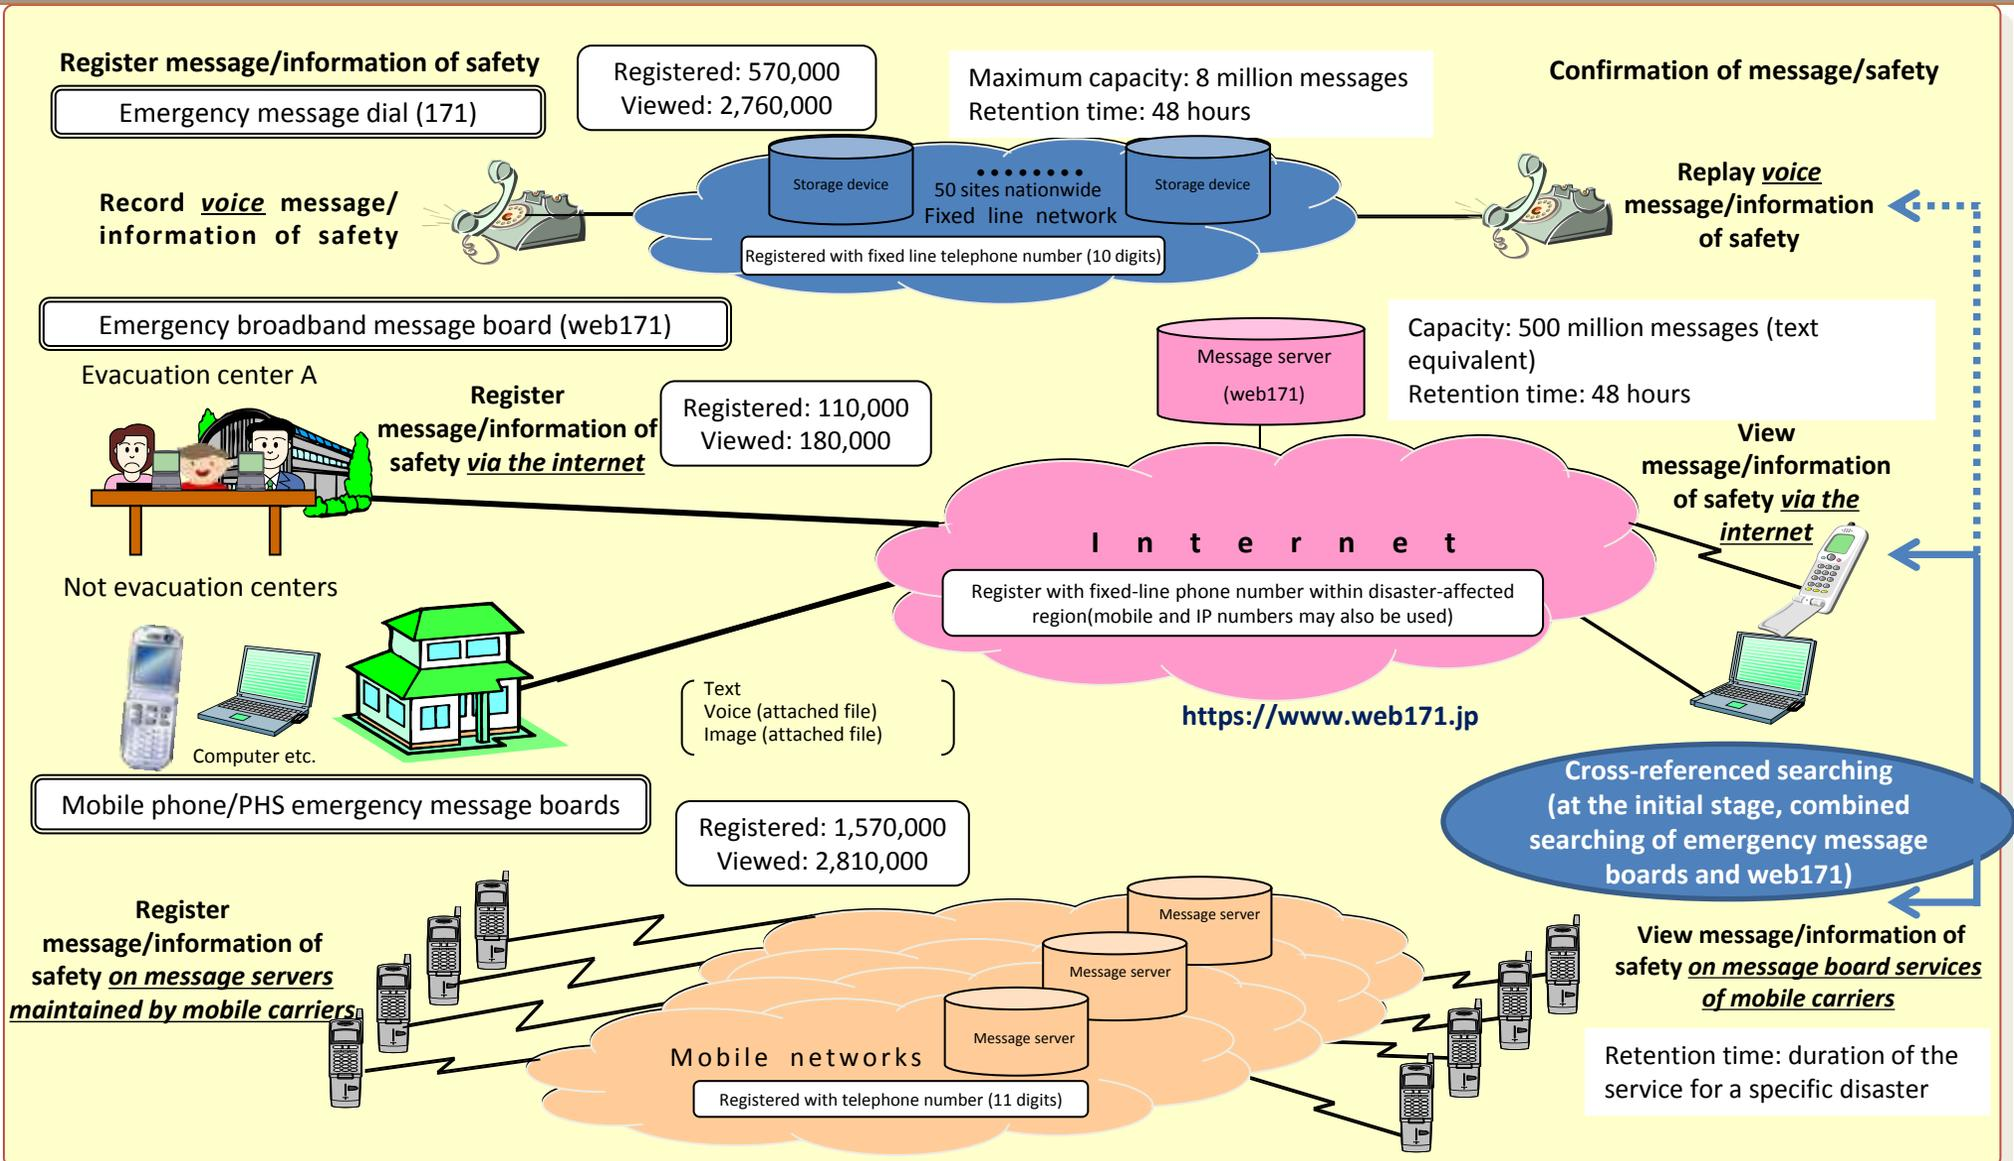 Register message/information of safety
Emergency message dial (171)
Registered: 570,000
Viewed: 2,760,000
Maximum capacity: 8 million messages
Retention time: 48 hours
Confirmation of message/safety
Record voice message/
information of safety
Storage device
50 sites nationwide
Fixed line network
Storage device
Registered with fixed line telephone number (10 digits)
Replay voice
message/information
of safety
Emergency broadband message board (web171)
Evacuation center A
Register
message/information of
safety via the internet
Registered: 110,000
Viewed: 180,000
Message server
(web171)
Capacity: 500 million messages (text
equivalent)
Retention time: 48 hours
View
message/information
of safety via the
internet
Internet
Register with fixed-line phone number within disaster-affected
region(mobile and IP numbers may also be used)
Not evacuation centers
Computer etc.
Text
Voice (attached file)
Image (attached file)
https://www.web171.jp
Cross-referenced searching
(at the initial stage, combined
searching of emergency message
boards and web171)
Mobile phone/PHS emergency message boards
Registered: 1,570,000
Viewed: 2,810,000
Register
message/information of
safety on message servers
maintained by mobile carriers
Message server
Message server
Message server
Mobile networks
Registered with telephone number (11 digits)
View message/information of
safety on message board services
of mobile carriers
Retention time: duration of the
service for a specific disaster